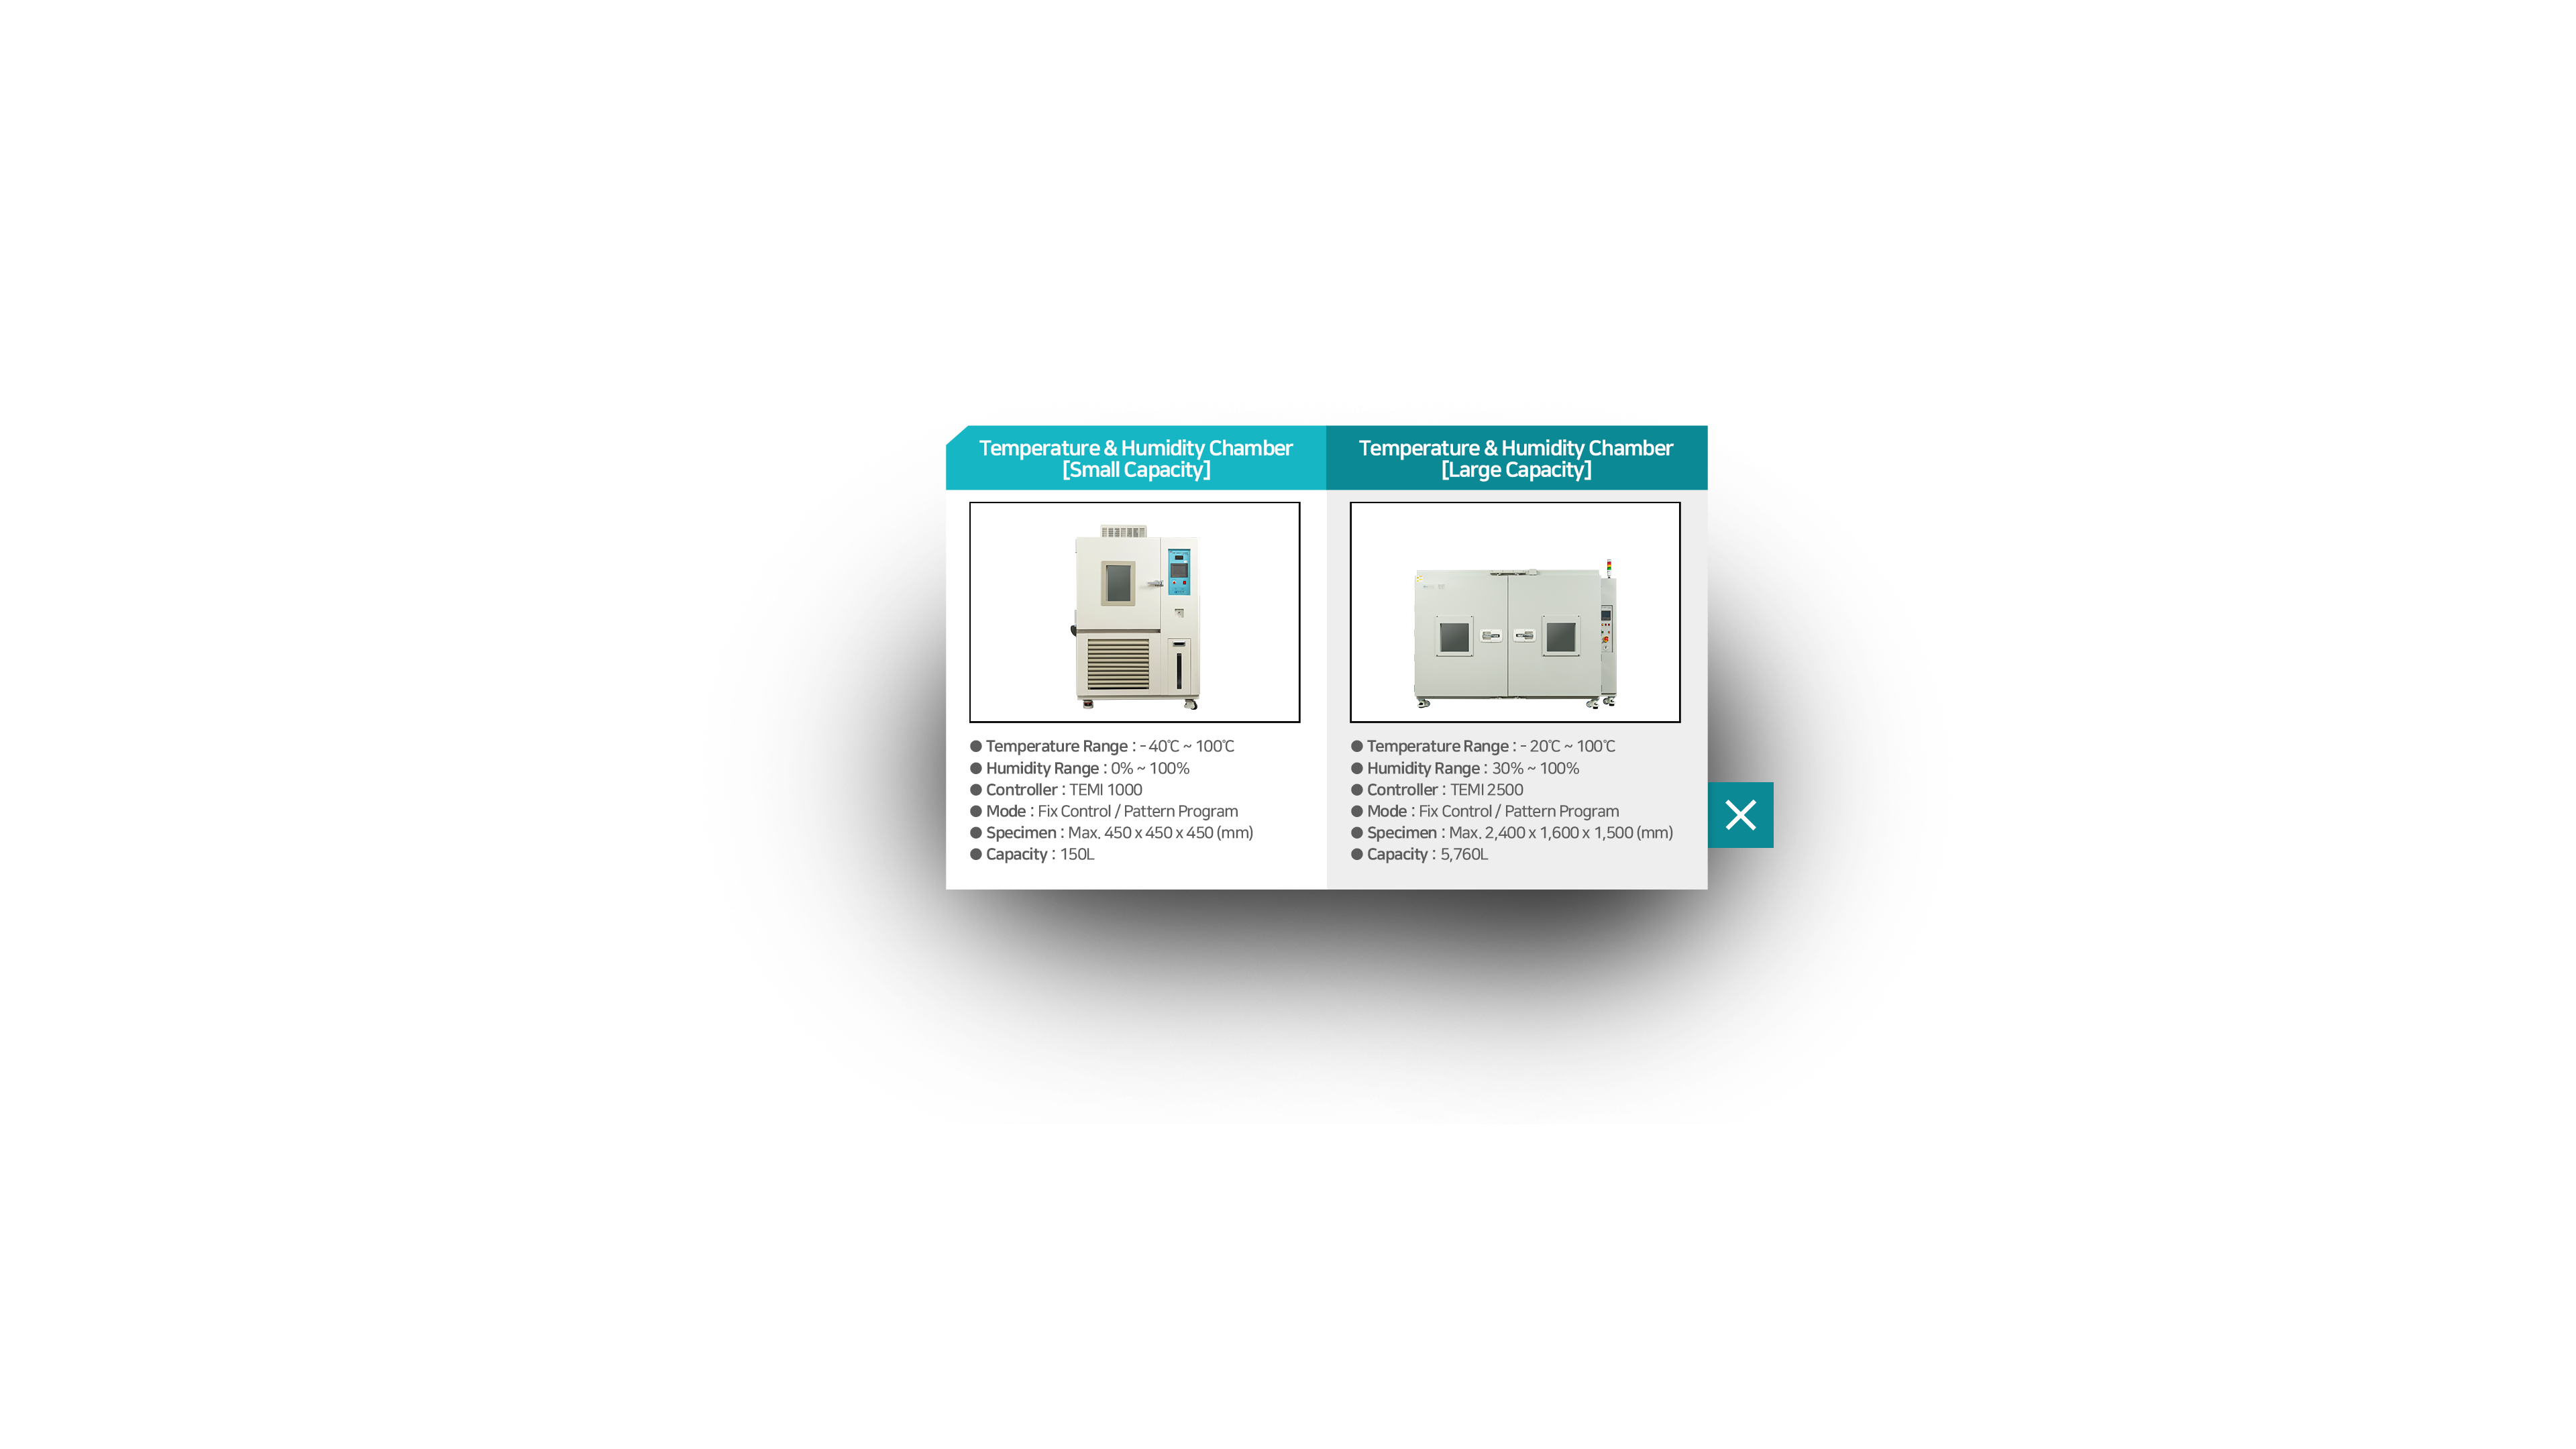 Temperature & Humidity Chamber
[Small Capacity]
● Temperature Range : - 40℃ ~ 100℃
● Humidity Range : 0% ~ 100%
● Controller : TEMI 1000
● Mode : Fix Control / Pattern Program
● Specimen : Max. 450 x 450 x 450 (mm)
● Capacity : 150L
Temperature & Humidity Chamber
[Large Capacity]
● Temperature Range : - 20℃ ~ 100℃
● Humidity Range : 30% ~ 100%
● Controller : TEMI 2500
● Mode : Fix Control / Pattern Program
● Specimen : Max. 2,400 x 1,600 x 1,500 (mm)
● Capacity : 5,760L